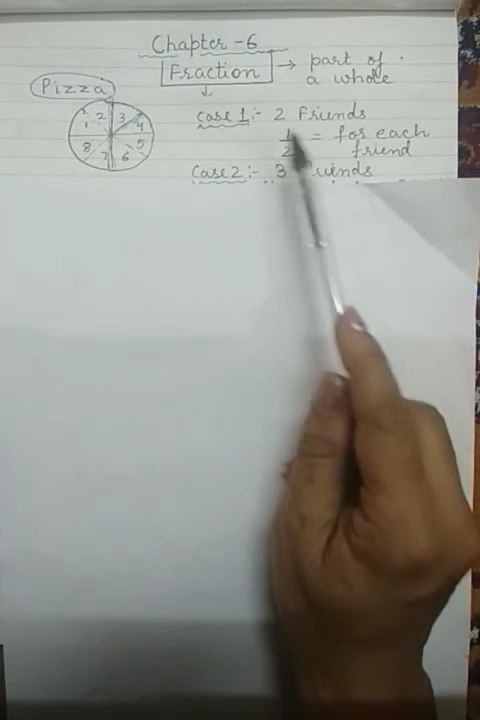 Chapter-6
Fraction → part of a whole
Pizza
1 2 3 4 5 6 7 8
Case 1:- 2 Friends
1/2 = for each friend
Case 2:- 3